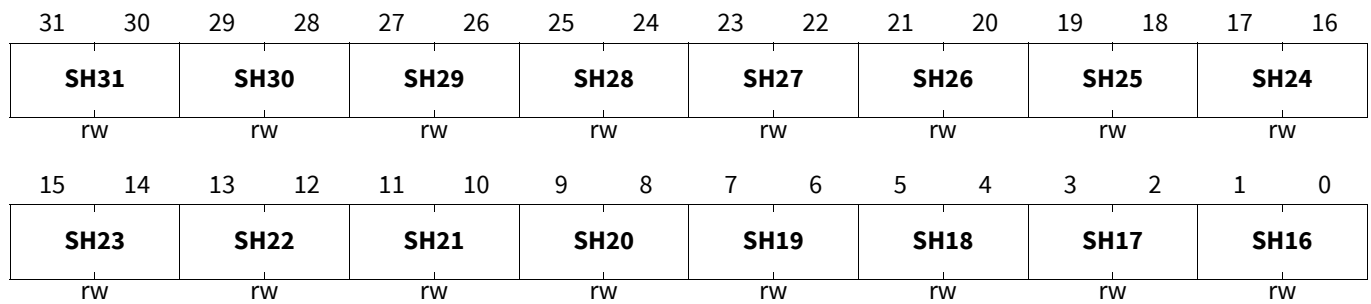 31 30 29 28 27 26 25 24 23 22 21 20 19 18 17 16
SH31 SH30 SH29 SH28 SH27 SH26 SH25 SH24
rw rw rw rw rw rw rw rw
15 14 13 12 11 10 9 8 7 6 5 4 3 2 1 0
SH23 SH22 SH21 SH20 SH19 SH18 SH17 SH16
rw rw rw rw rw rw rw rw